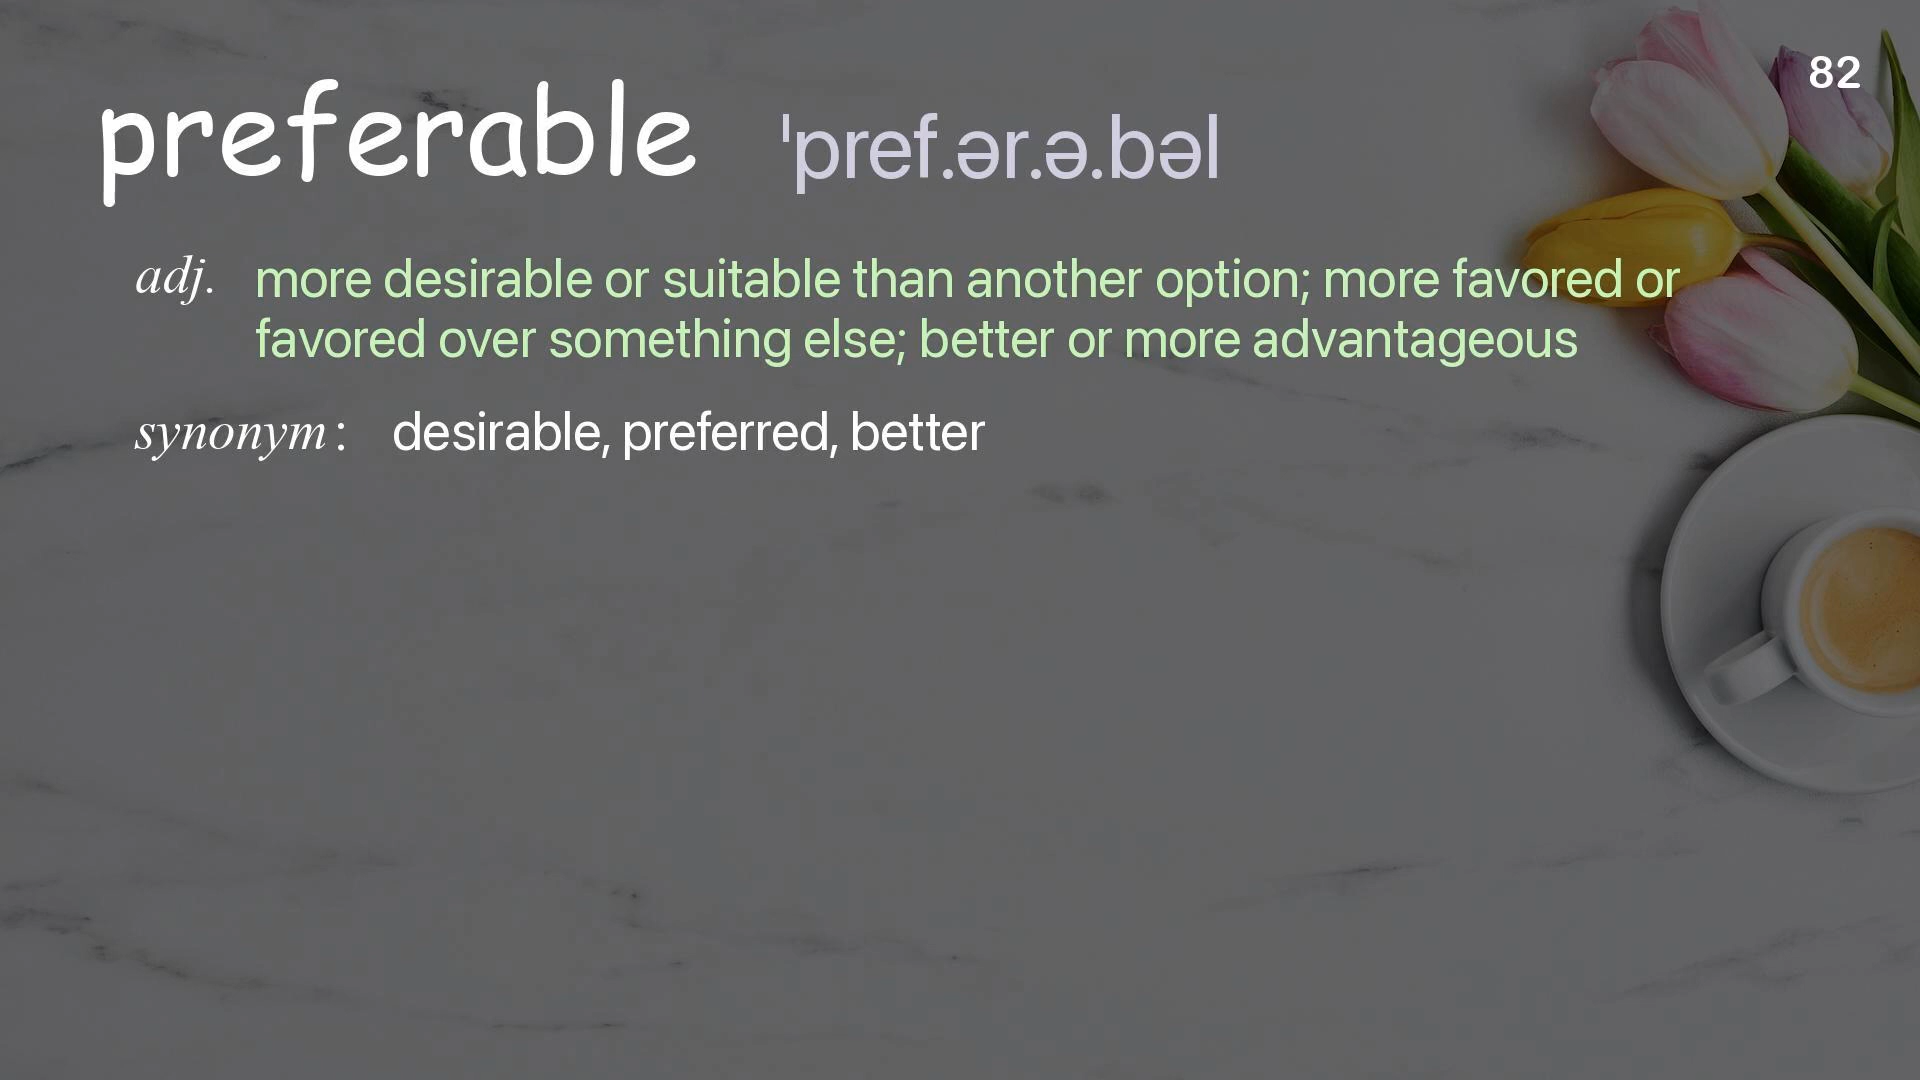 82
preferable ˈpref.ər.ə.bəl
adj. more desirable or suitable than another option; more favored or
favored over something else; better or more advantageous
synonym: desirable, preferred, better